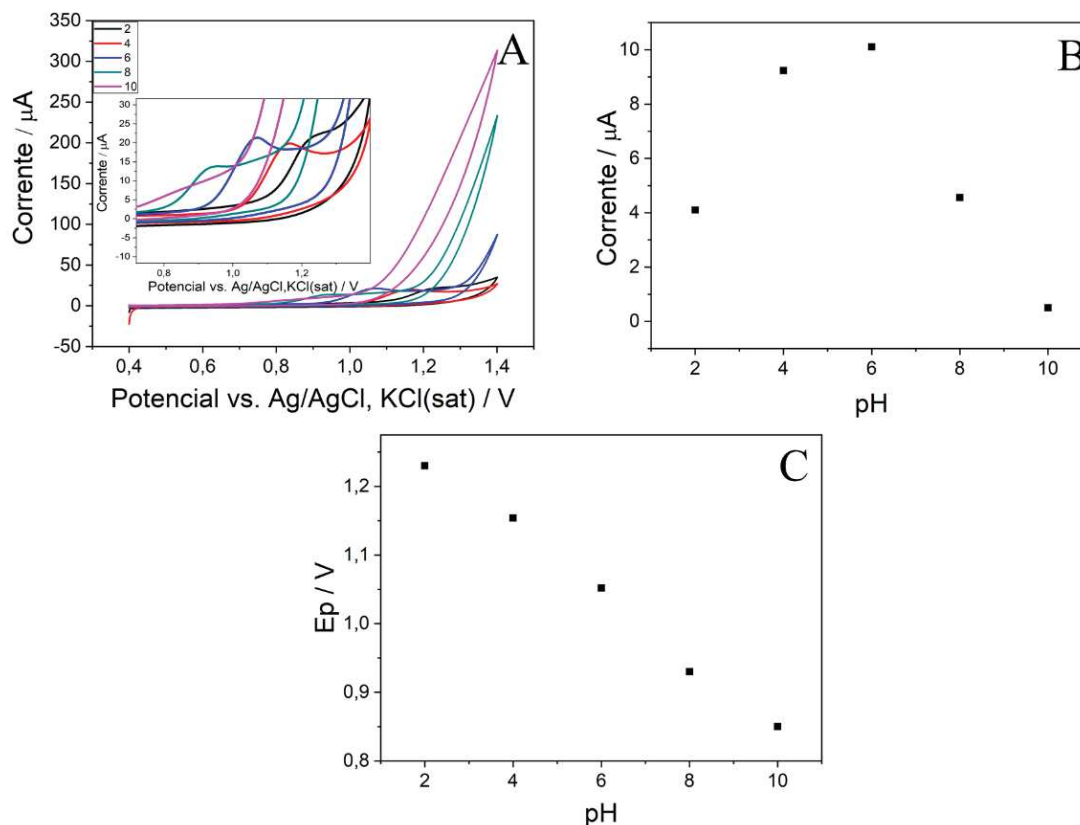 A
350
300
250
200
150
100
50
0
-50
Corrente / μA
2
4
6
8
10
30
25
20
15
10
5
0
-5
-10
Corrente / μA
0,8 1,0 1,2
Potencial vs. Ag/AgCl,KCl(sat) / V
0,4 0,6 0,8 1,0 1,2 1,4
Potencial vs. Ag/AgCl, KCl(sat) / V
B
10
8
6
4
2
0
Corrente / μA
2 4 6 8 10
pH
C
1,2
1,1
1,0
0,9
0,8
Ep / V
2 4 6 8 10
pH